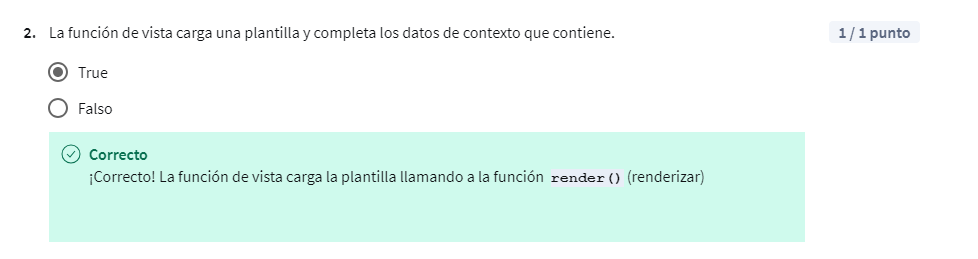 2. La función de vista carga una plantilla y completa los datos de contexto que contiene. 1 / 1 punto
True
Falso
Correcto
¡Correcto! La función de vista carga la plantilla llamando a la función render() (renderizar)